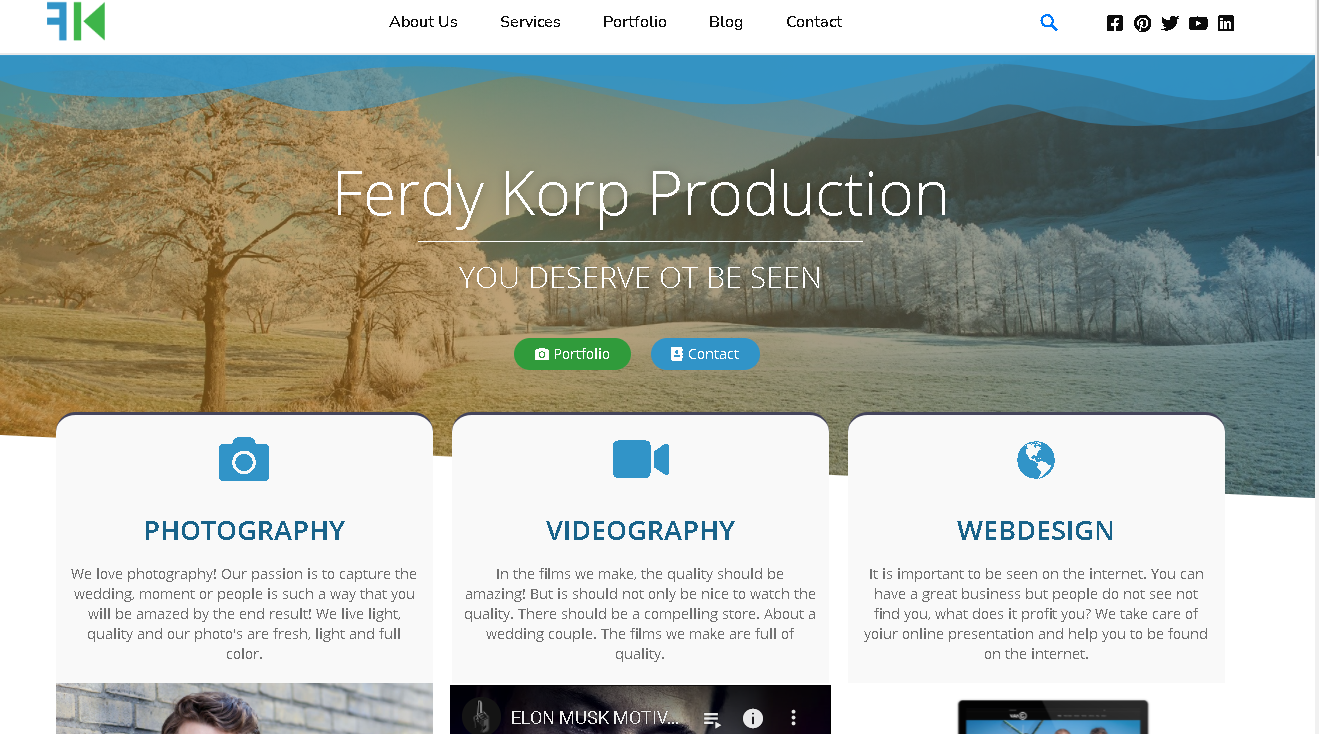 FK
About Us Services Portfolio Blog Contact
Ferdy Korp Production
YOU DESERVE OT BE SEEN
Portfolio Contact
PHOTOGRAPHY
We love photography! Our passion is to capture the
wedding, moment or people is such a way that you
will be amazed by the end result! We live light,
quality and our photo's are fresh, light and full
color.
VIDEOGRAPHY
In the films we make, the quality should be
amazing! But is should not only be nice to watch the
quality. There should be a compelling store. About a
wedding couple. The films we make are full of
quality.
WEBDESIGN
It is important to be seen on the internet. You can
have a great business but people do not see not
find you, what does it profit you? We take care of
yoiur online presentation and help you to be found
on the internet.
ELON MUSK MOTIV...